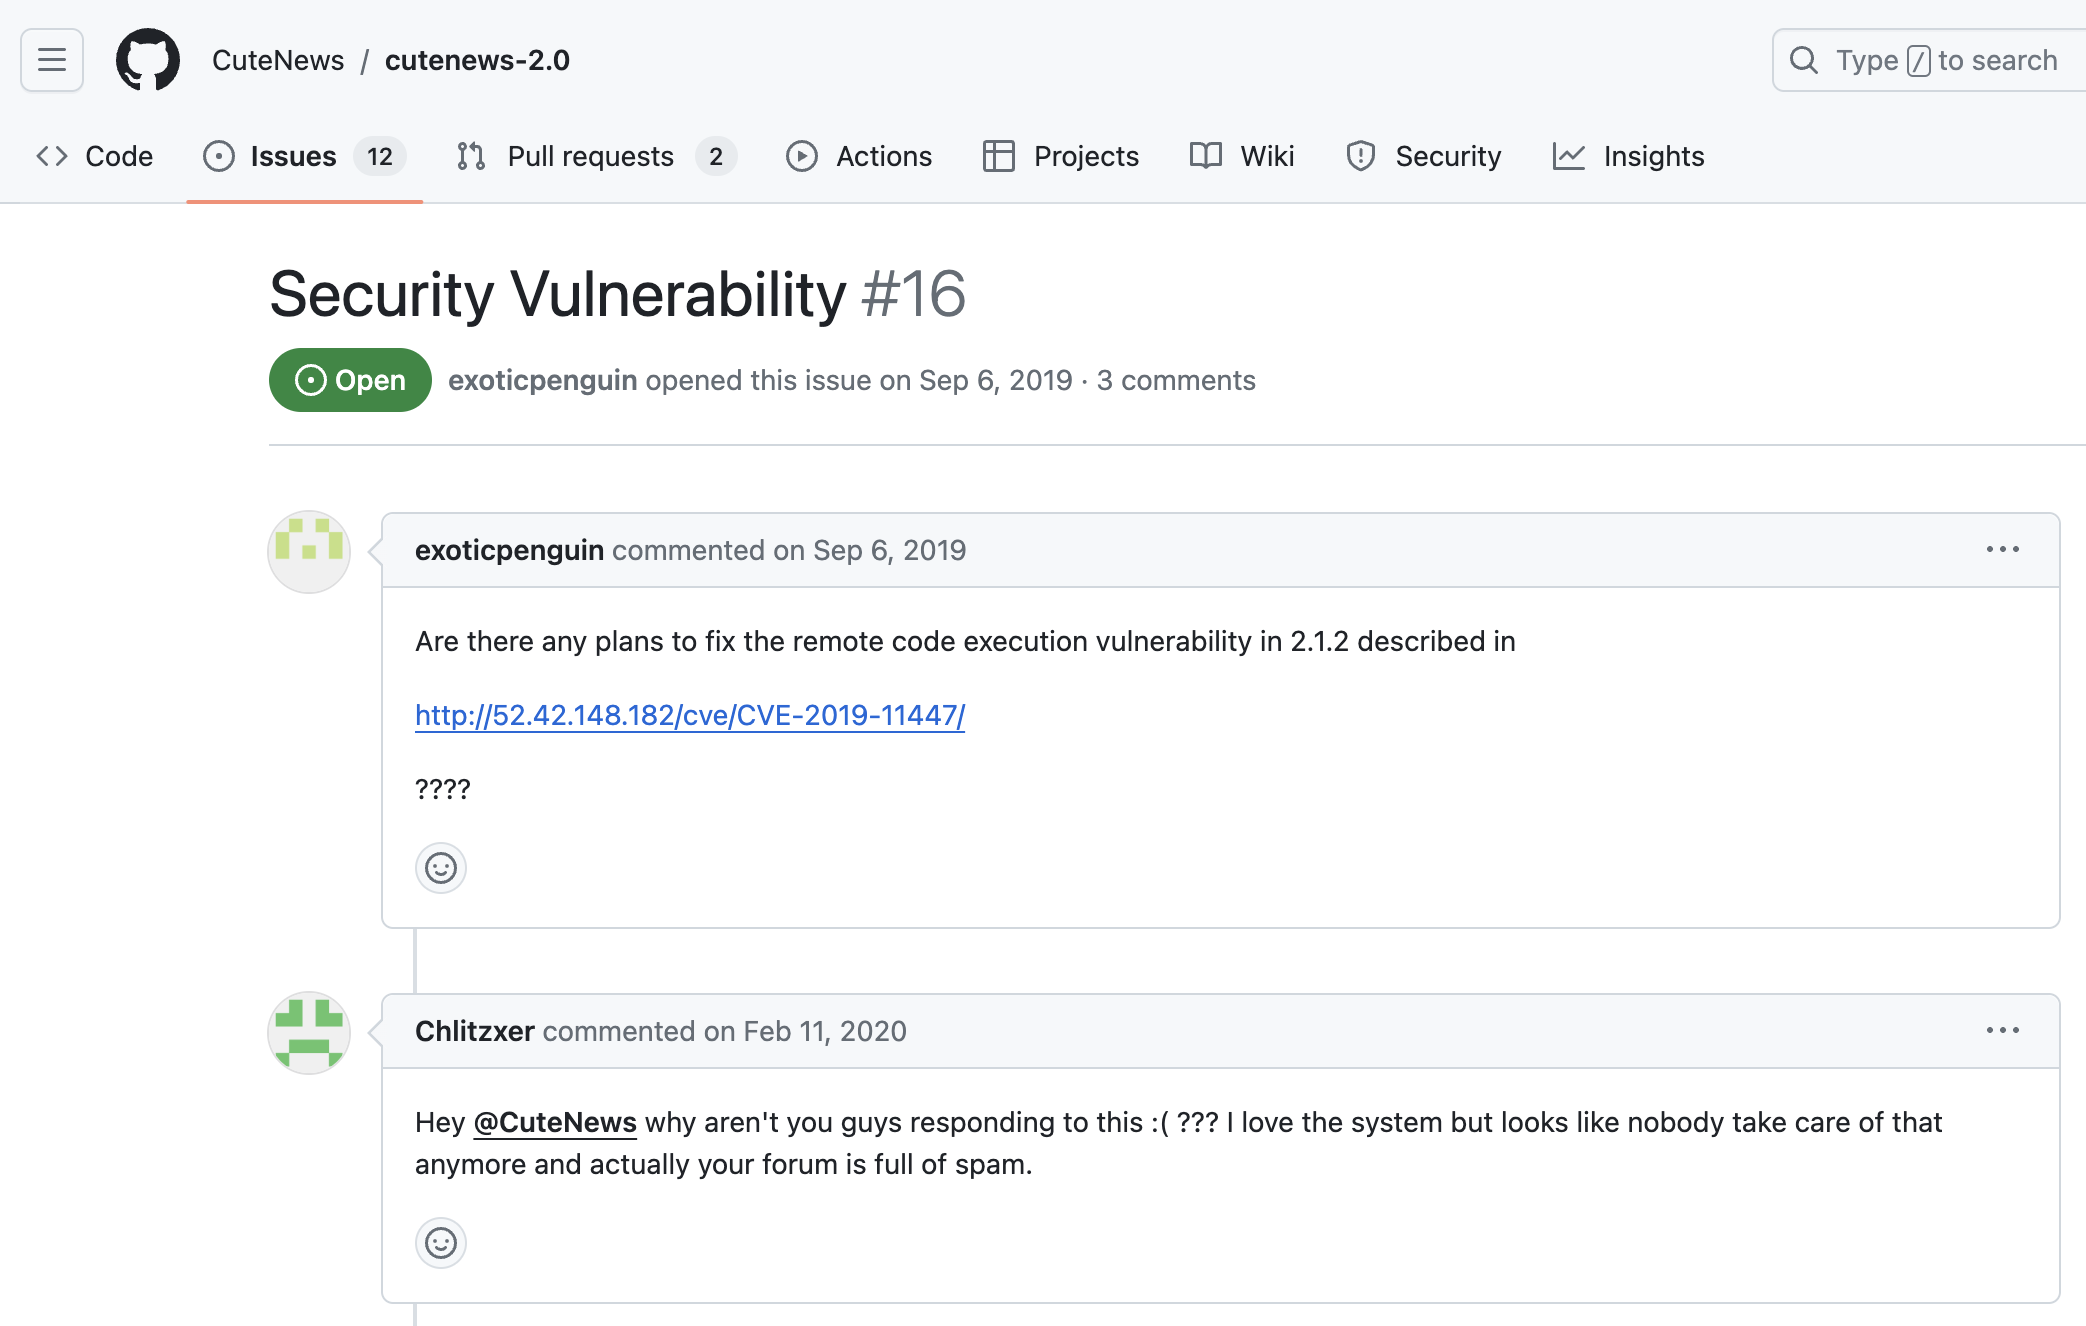 CuteNews / cutenews-2.0
Type / to search
Code Issues 12 Pull requests 2 Actions Projects Wiki Security Insights
Security Vulnerability #16
Open exoticpenguin opened this issue on Sep 6, 2019 · 3 comments
exoticpenguin commented on Sep 6, 2019
Are there any plans to fix the remote code execution vulnerability in 2.1.2 described in
http://52.42.148.182/cve/CVE-2019-11447/
????
Chlitzxer commented on Feb 11, 2020
Hey @CuteNews why aren't you guys responding to this :( ??? I love the system but looks like nobody take care of that
anymore and actually your forum is full of spam.